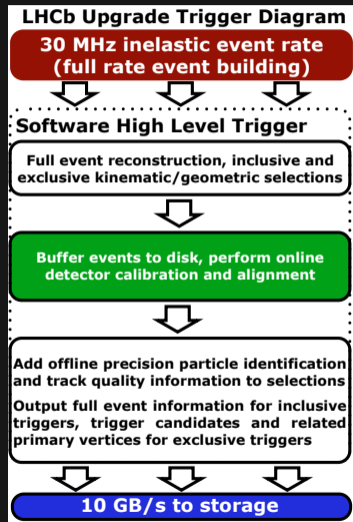 LHCb Upgrade Trigger Diagram
30 MHz inelastic event rate
(full rate event building)
Software High Level Trigger
Full event reconstruction, inclusive and
exclusive kinematic/geometric selections
Buffer events to disk, perform online
detector calibration and alignment
Add offline precision particle identification
and track quality information to selections
Output full event information for inclusive
triggers, trigger candidates and related
primary vertices for exclusive triggers
10 GB/s to storage